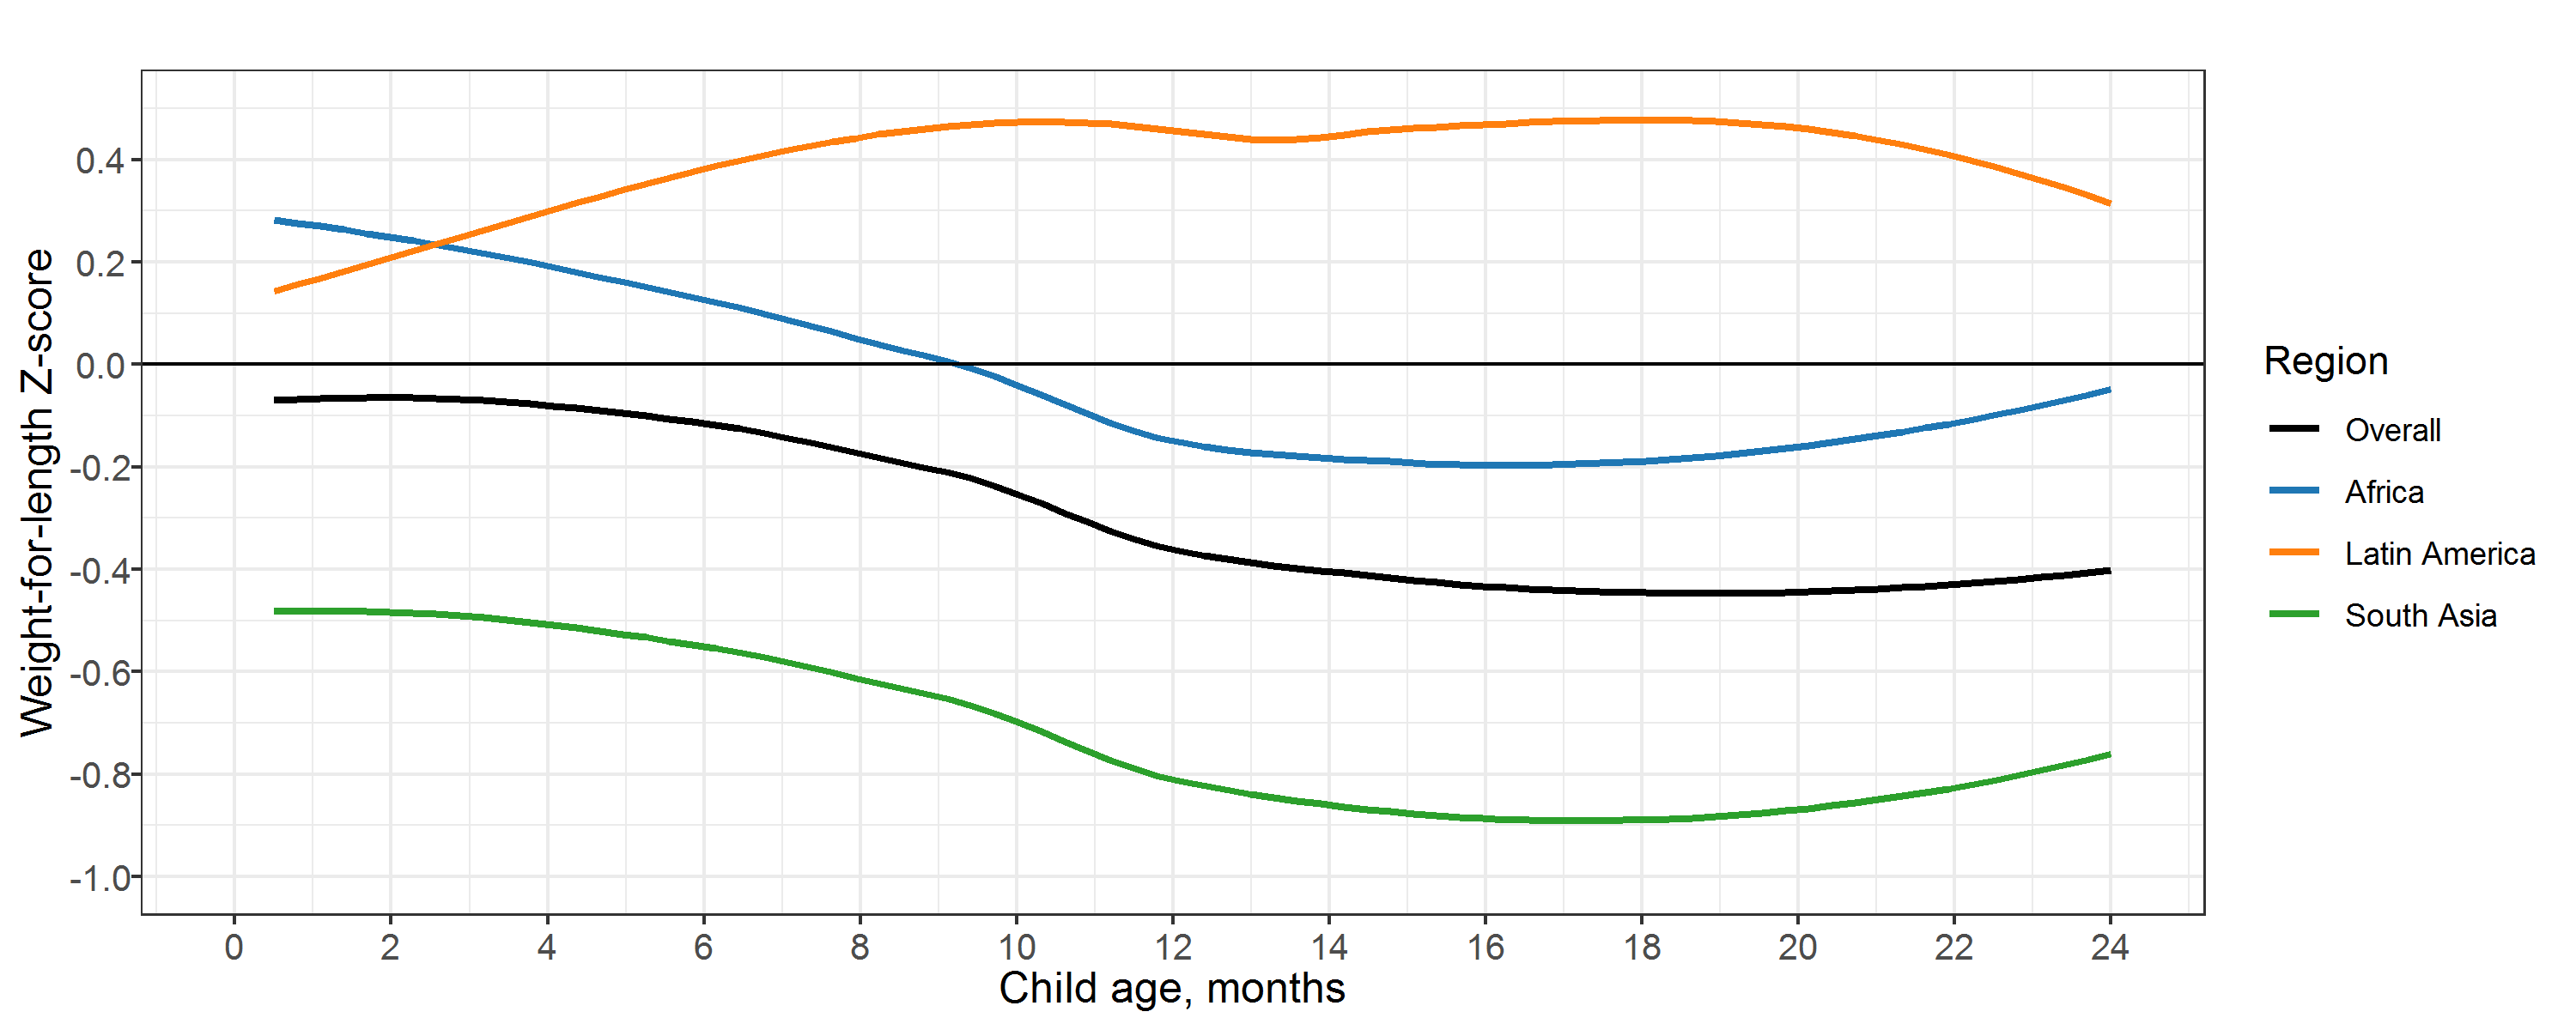 Weight-for-length Z-score
0.4
0.2
0.0
-0.2
-0.4
-0.6
-0.8
-1.0
0 2 4 6 8 10 12 14 16 18 20 22 24
Child age, months
Region
Overall
Africa
Latin America
South Asia